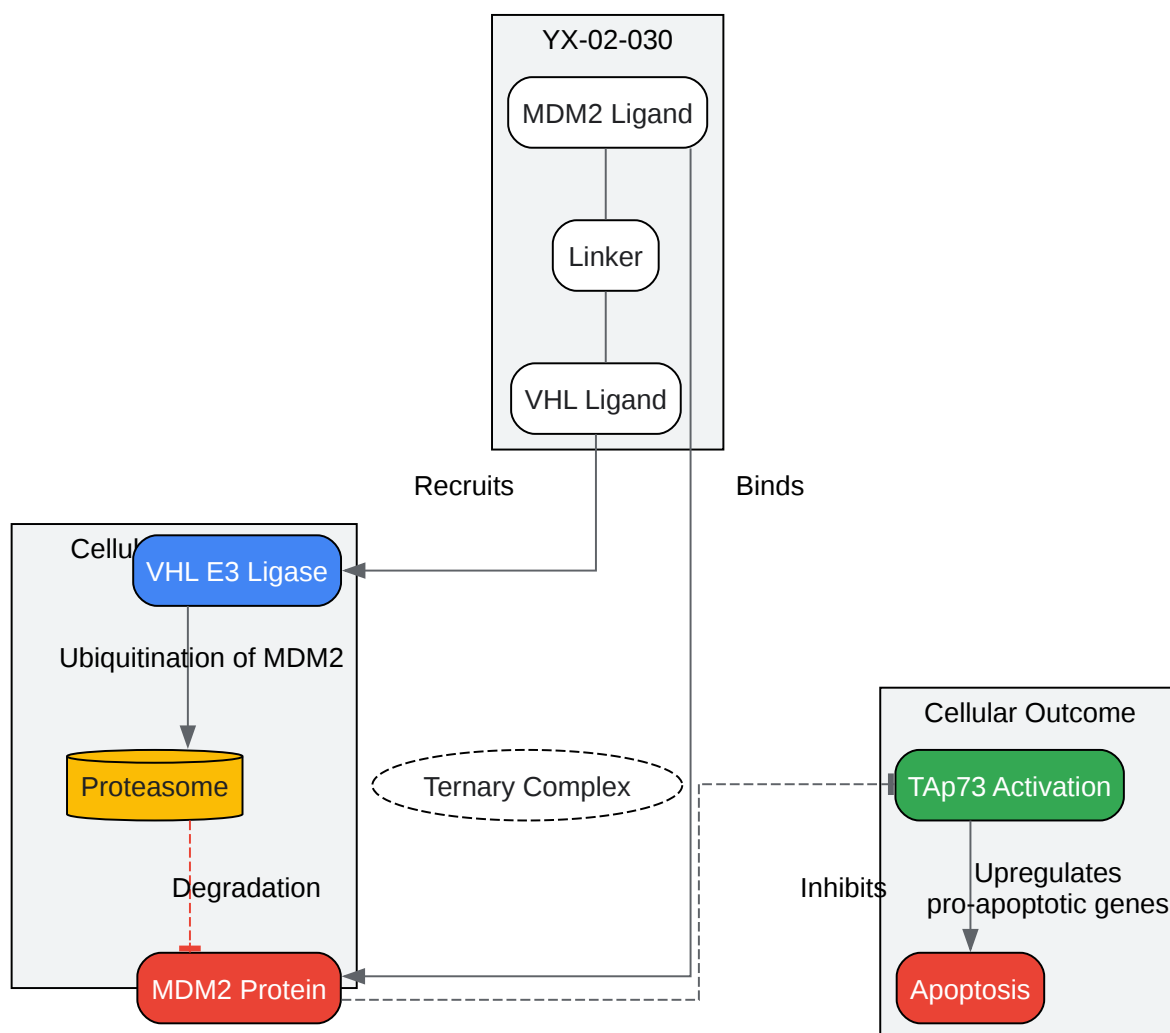 YX-02-030
MDM2 Ligand
Linker
VHL Ligand
Recruits
Binds
Cellul
VHL E3 Ligase
Ubiquitination of MDM2
Cellular Outcome
Proteasome
Ternary Complex
TAp73 Activation
Degradation
Inhibits
Upregulates
pro-apoptotic genes
MDM2 Protein
Apoptosis